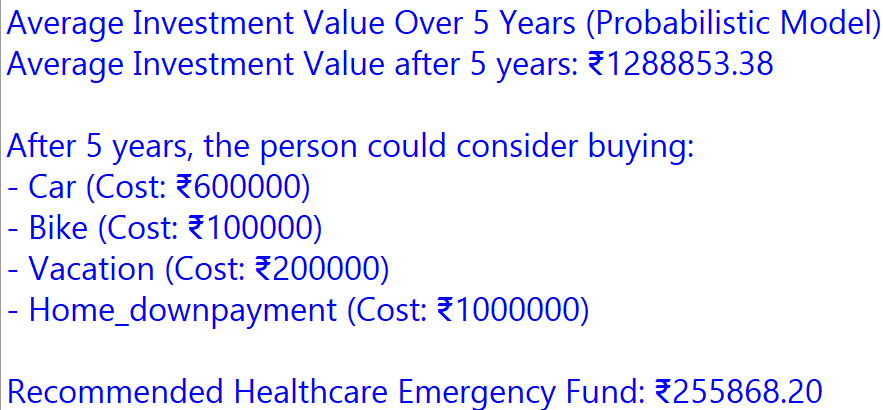 Average Investment Value Over 5 Years (Probabilistic Model)
Average Investment Value after 5 years: ₹1288853.38
After 5 years, the person could consider buying:
- Car (Cost: ₹600000)
- Bike (Cost: ₹100000)
- Vacation (Cost: ₹200000)
- Home_downpayment (Cost: ₹1000000)
Recommended Healthcare Emergency Fund: ₹255868.20